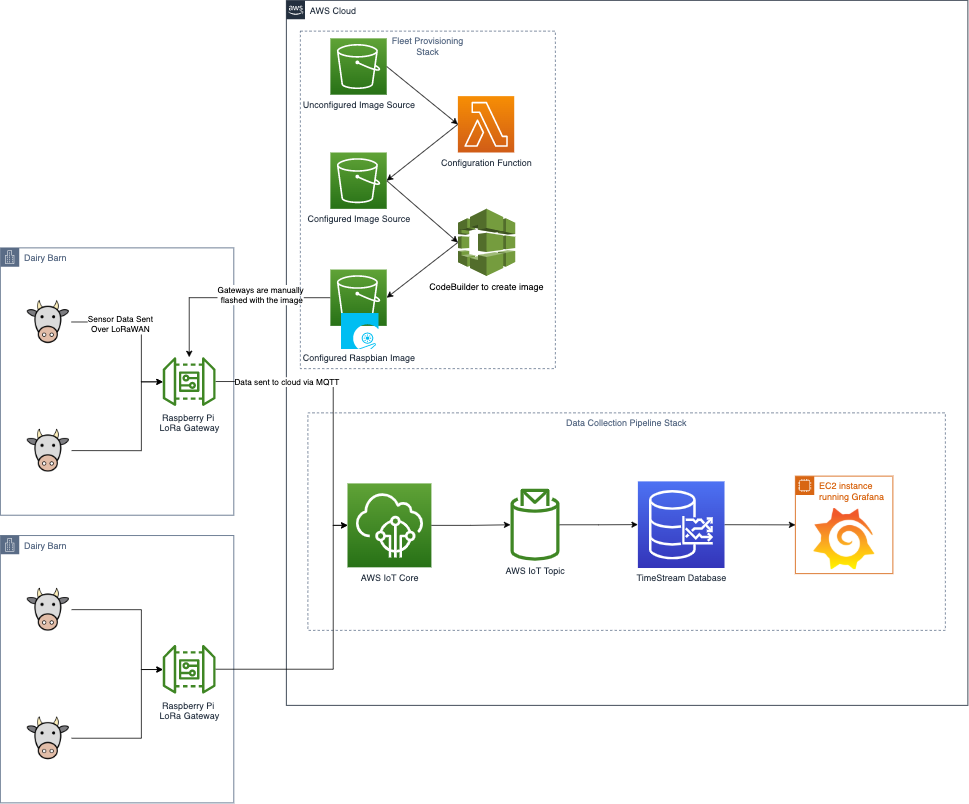 aws
AWS Cloud
Fleet Provisioning
Stack
Unconfigured Image Source
Configuration Function
Configured Image Source
CodeBuilder to create image
Configured Raspbian Image
Gateways are manually
flashed with the image
Dairy Barn
Sensor Data Sent
Over LoRaWAN
Raspberry Pi
LoRa Gateway
Data sent to cloud via MQTT
Data Collection Pipeline Stack
AWS IoT Core
AWS IoT Topic
TimeStream Database
EC2 instance
running Grafana
Dairy Barn
Raspberry Pi
LoRa Gateway